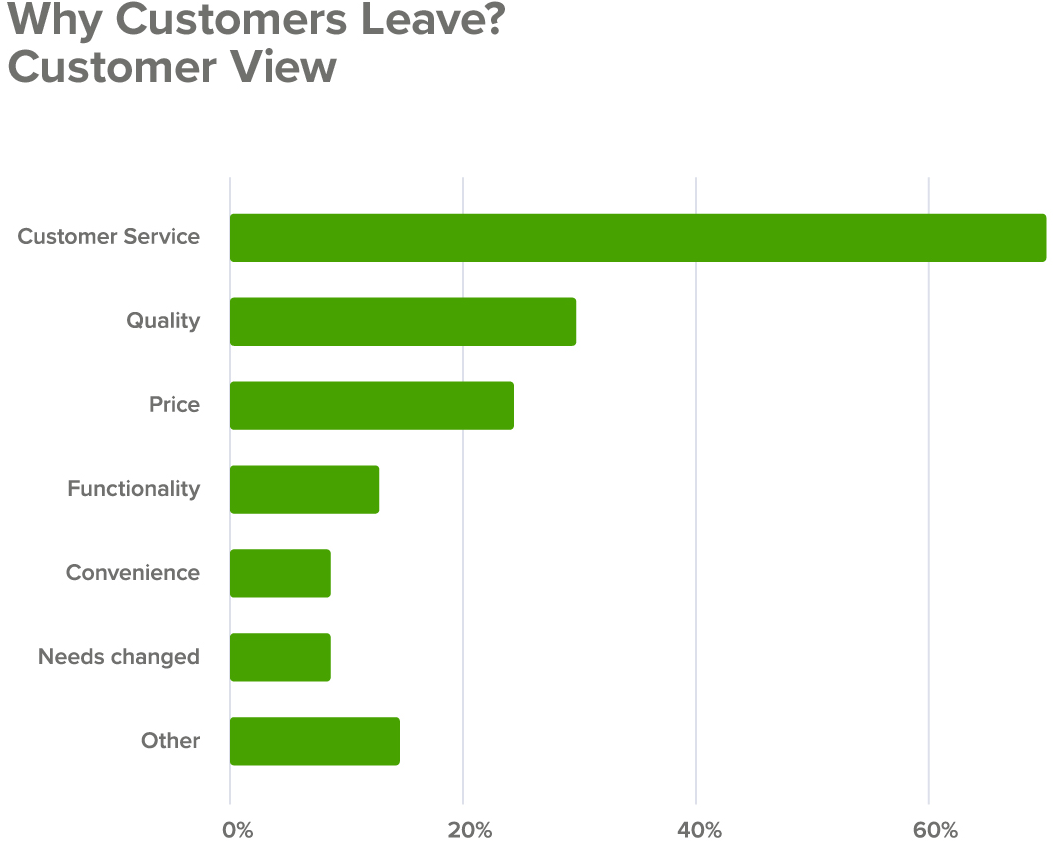 Why Customers Leave?
Customer View
Customer Service
Quality
Price
Functionality
Convenience
Needs changed
Other
0% 20% 40% 60%